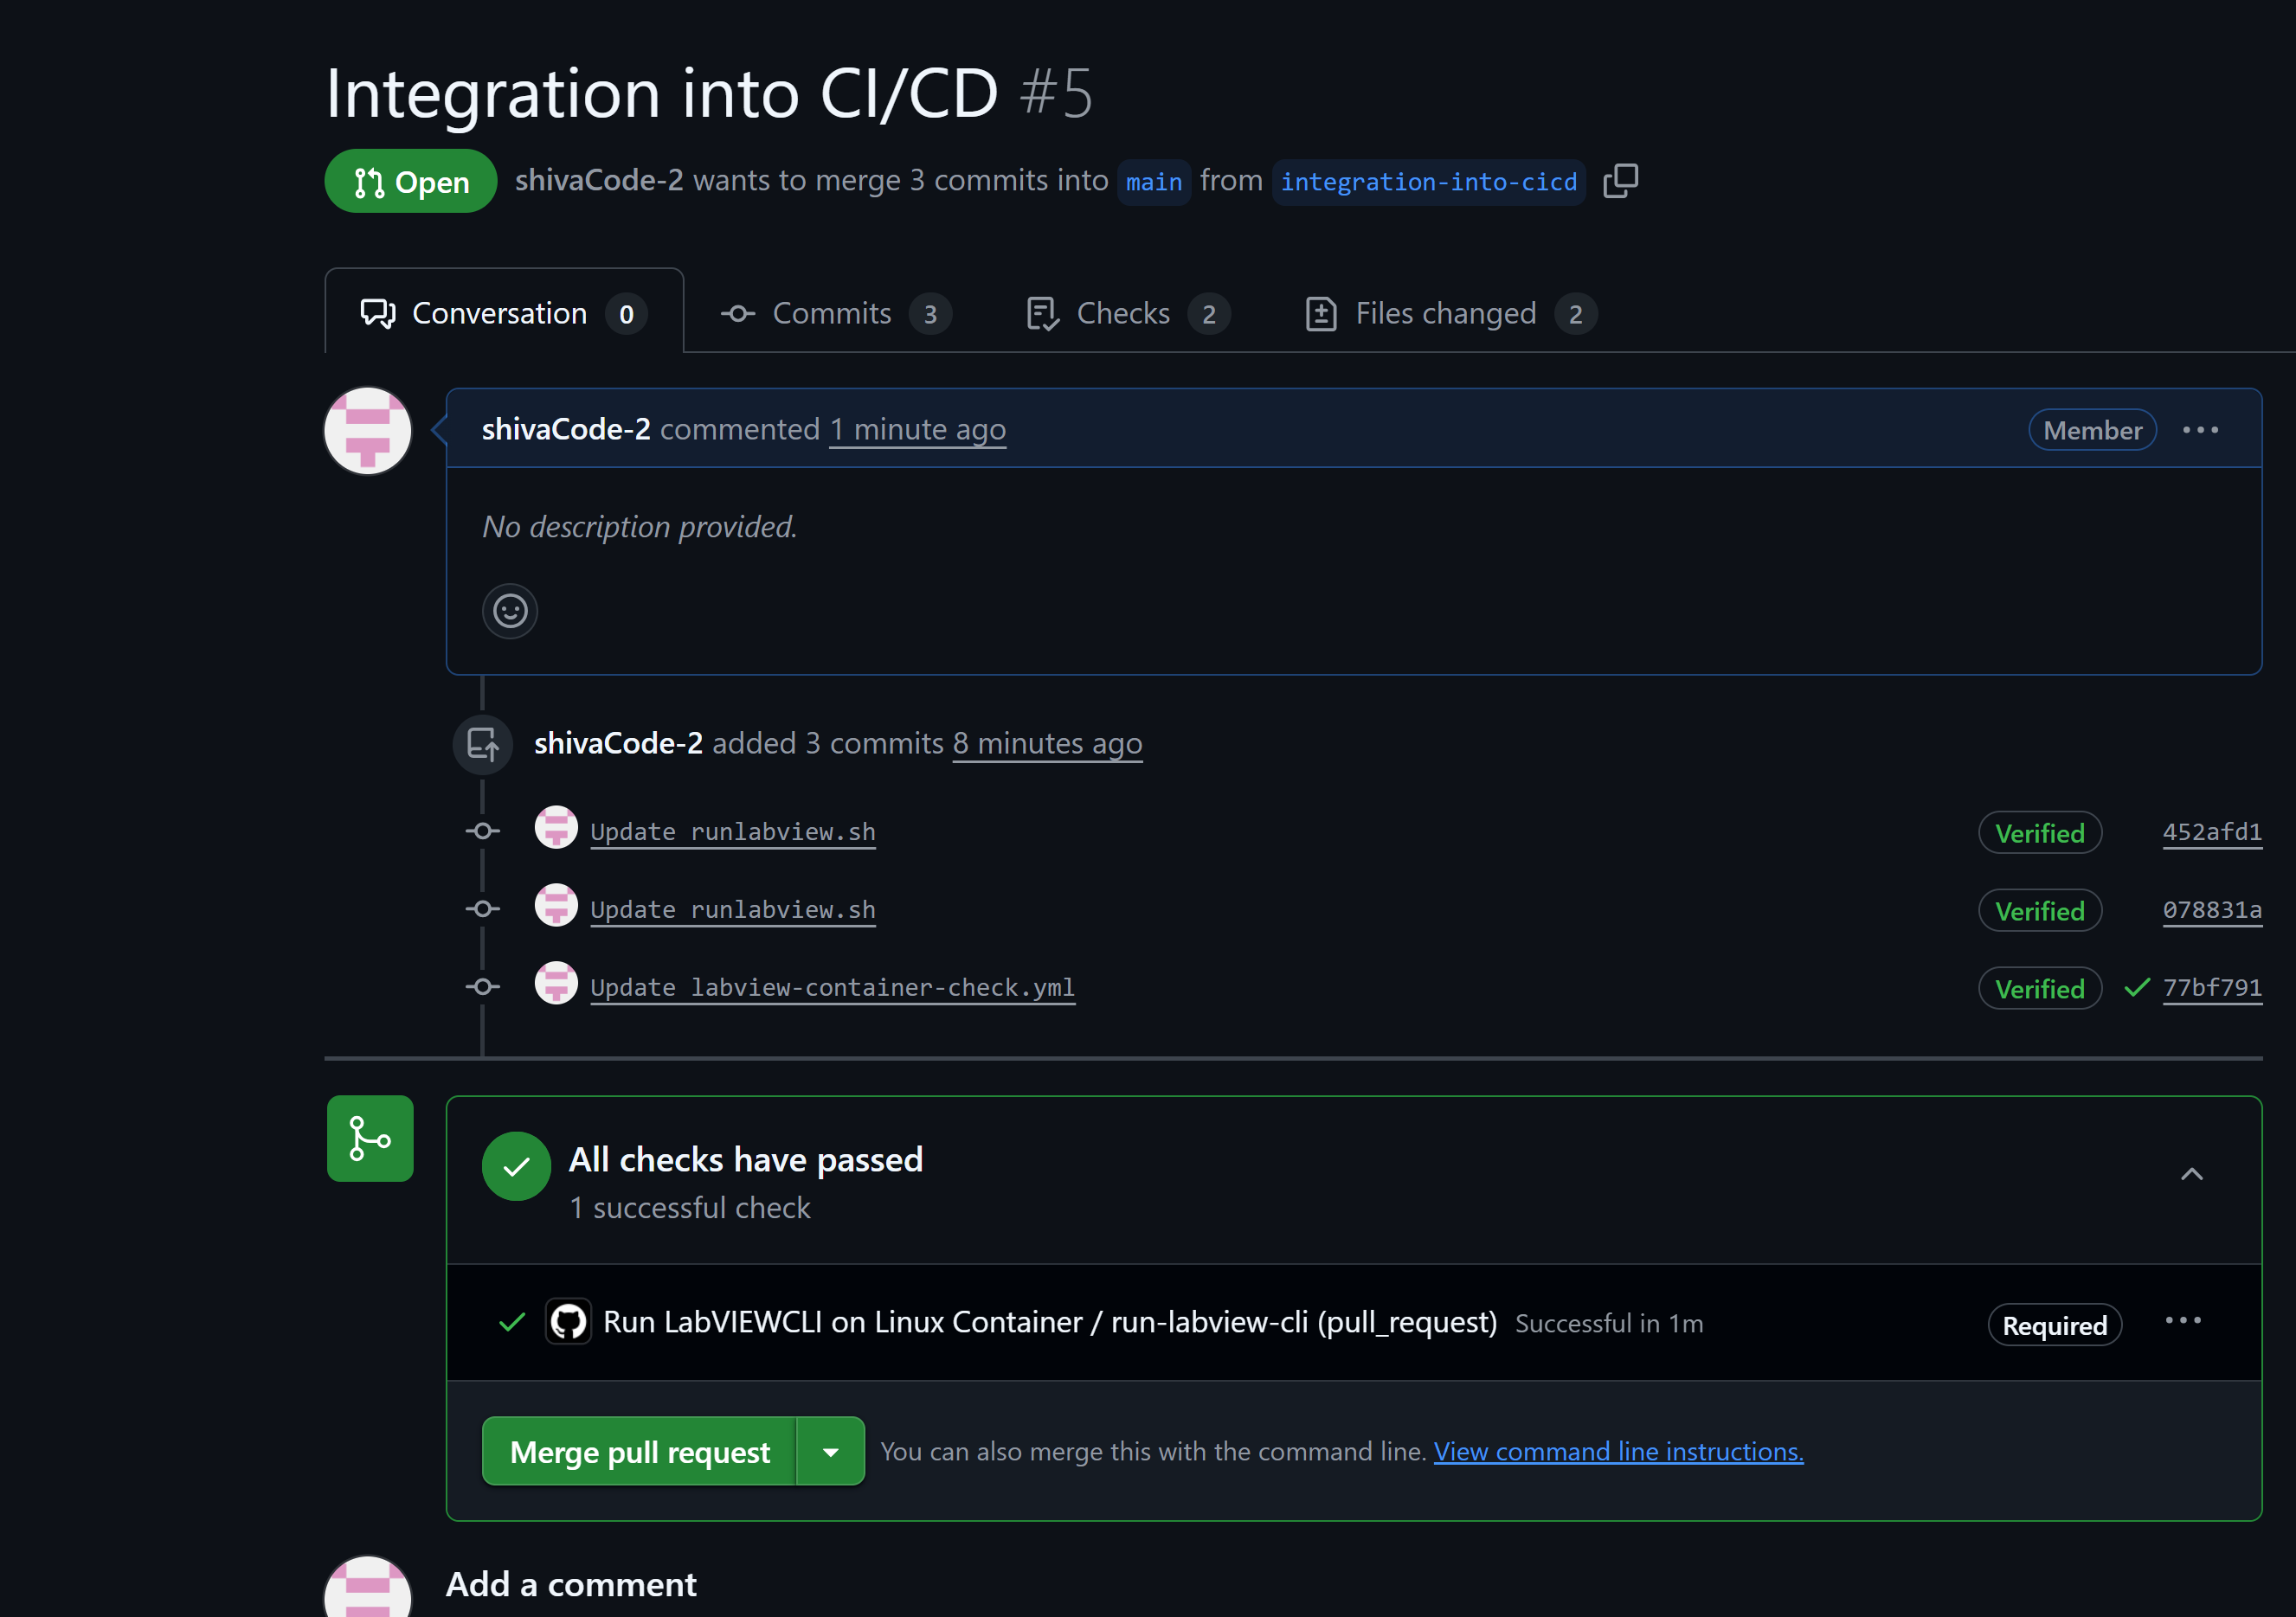 Integration into CI/CD #5
Open shivaCode-2 wants to merge 3 commits into main from integration-into-cicd
Conversation 0 Commits 3 Checks 2 Files changed 2
shivaCode-2 commented 1 minute ago Member
No description provided.
shivaCode-2 added 3 commits 8 minutes ago
Update runlabview.sh Verified 452afd1
Update runlabview.sh Verified 078831a
Update labview-container-check.yml Verified 77bf791
All checks have passed
1 successful check
Run LabVIEWCLI on Linux Container / run-labview-cli (pull_request) Successful in 1m Required
Merge pull request You can also merge this with the command line. View command line instructions.
Add a comment